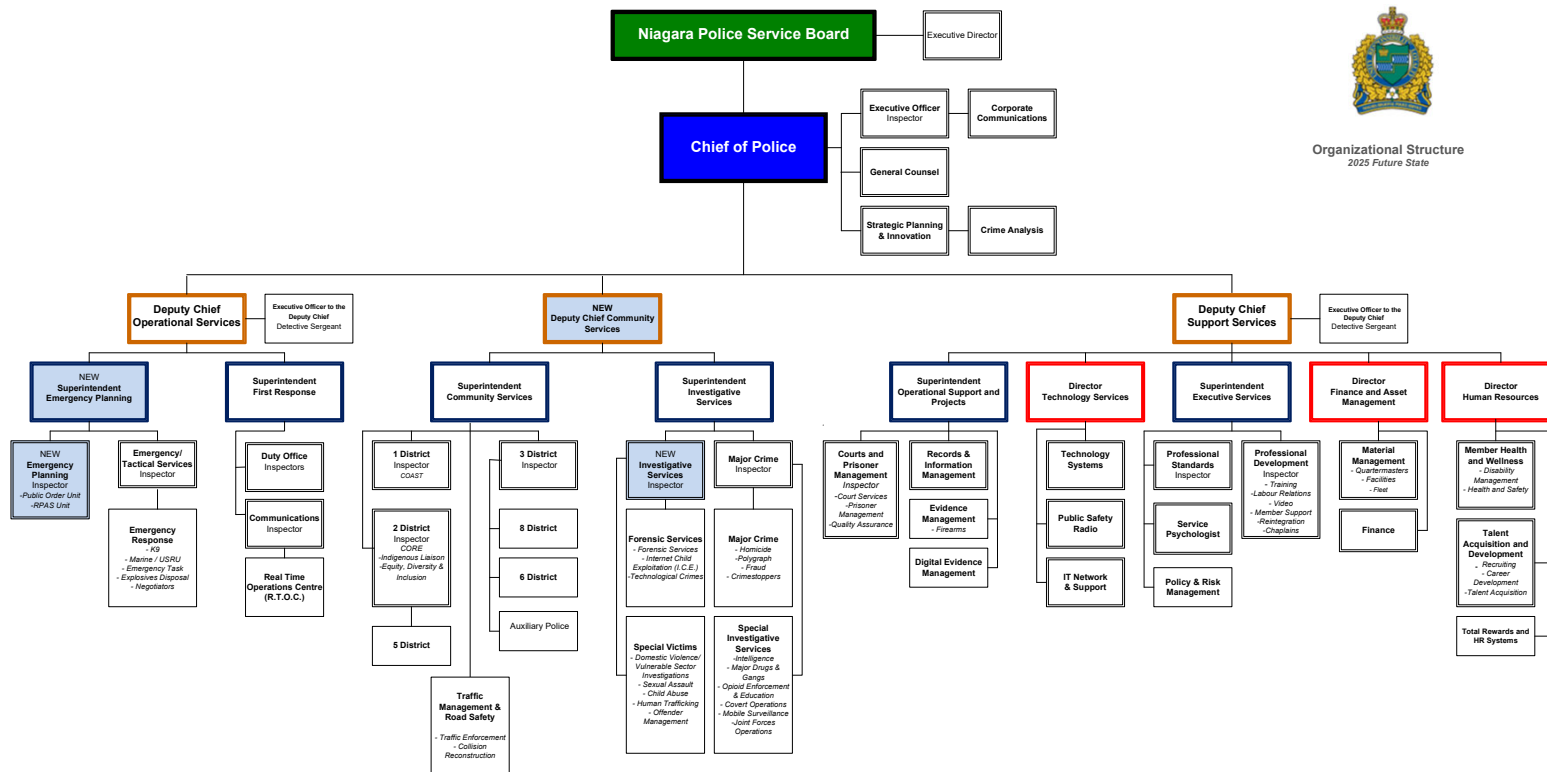 Niagara Police Service Board
Executive Director
Executive Officer
Inspector
Corporate
Communications
Chief of Police
General Counsel
Strategic Planning
& Innovation
Crime Analysis
Organizational Structure
2025 Future State
Deputy Chief
Operational Services
Executive Officer to the
Deputy Chief
Detective Sergeant
NEW
Deputy Chief Community
Services
Deputy Chief
Support Services
Executive Officer to the
Deputy Chief
Detective Sergeant
NEW
Superintendent
Emergency Planning
Superintendent
First Response
Superintendent
Community Services
Superintendent
Investigative
Services
Superintendent
Operational Support and
Projects
Director
Technology Services
Superintendent
Executive Services
Director
Finance and Asset
Management
Director
Human Resources
NEW
Emergency
Planning
Inspector
-Public Order Unit
-RPAS Unit
Emergency/
Tactical Services
Inspector
Emergency
Response
- K9
- Marine / USRU
- Emergency Task
- Explosives Disposal
- Negotiators
Duty Office
Inspectors
Communications
Inspector
Real Time
Operations Centre
(R.T.O.C.)
1 District
Inspector
COAST
2 District
Inspector
CORE
-Indigenous Liaison
-Equity, Diversity &
Inclusion
5 District
3 District
Inspector
8 District
6 District
Auxiliary Police
Traffic
Management &
Road Safety
- Traffic Enforcement
- Collision
Reconstruction
NEW
Investigative
Services
Inspector
Forensic Services
- Forensic Services
- Internet Child
Exploitation (I.C.E.)
-Technological Crimes
Special Victims
- Domestic Violence/
Vulnerable Sector
Investigations
- Sexual Assault
- Child Abuse
- Human Trafficking
- Offender
Management
Major Crime
Inspector
Major Crime
- Homicide
-Polygraph
- Fraud
- Crimestoppers
Special
Investigative
Services
-Intelligence
- Major Drugs &
Gangs
- Opioid Enforcement
& Education
- Covert Operations
- Mobile Surveillance
-Joint Forces
Operations
Courts and
Prisoner
Management
Inspector
-Court Services
-Prisoner
Management
-Quality Assurance
Records &
Information
Management
Evidence
Management
- Firearms
Digital Evidence
Management
Technology
Systems
Public Safety
Radio
IT Network
& Support
Professional
Standards
Inspector
Service
Psychologist
Policy & Risk
Management
Professional
Development
Inspector
- Training
-Labour Relations
- Video
- Member Support
-Reintegration
-Chaplains
Material
Management
- Quartermasters
- Facilities
- Fleet
Finance
Member Health
and Wellness
- Disability
Management
- Health and Safety
Talent
Acquisition and
Development
- Recruiting
- Career
Development
-Talent Acquisition
Total Rewards and
HR Systems